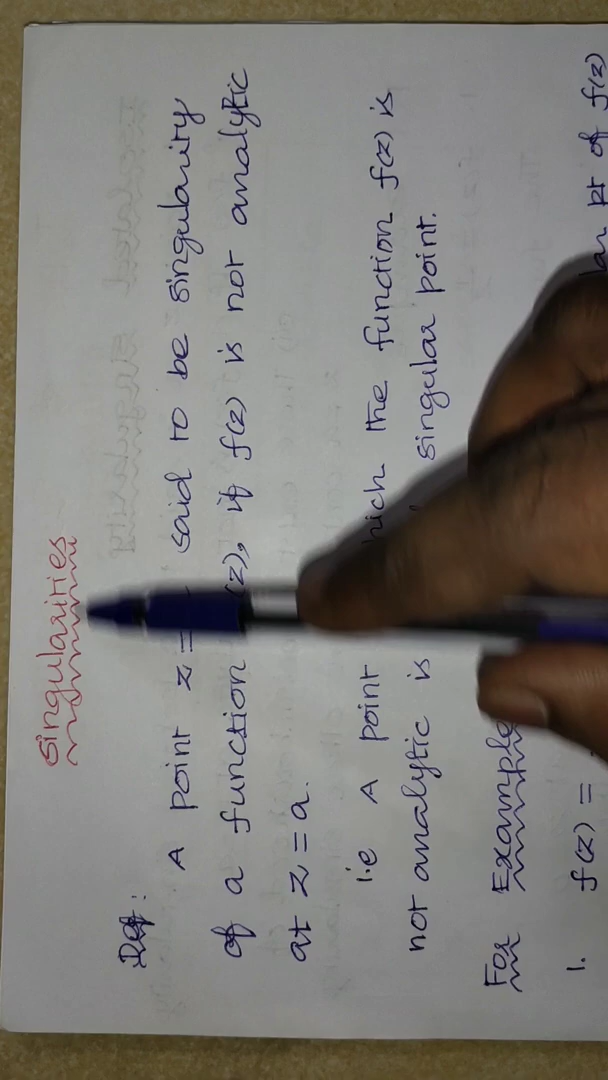 Singularities
Def:
A point z = said to be singularity
of a function (z), if f(z) is not analytic
at z = a.
i.e A point hich the function f(z) is
not analytic is singular point.
For Example
1. f(z) = lar pt of f(z)